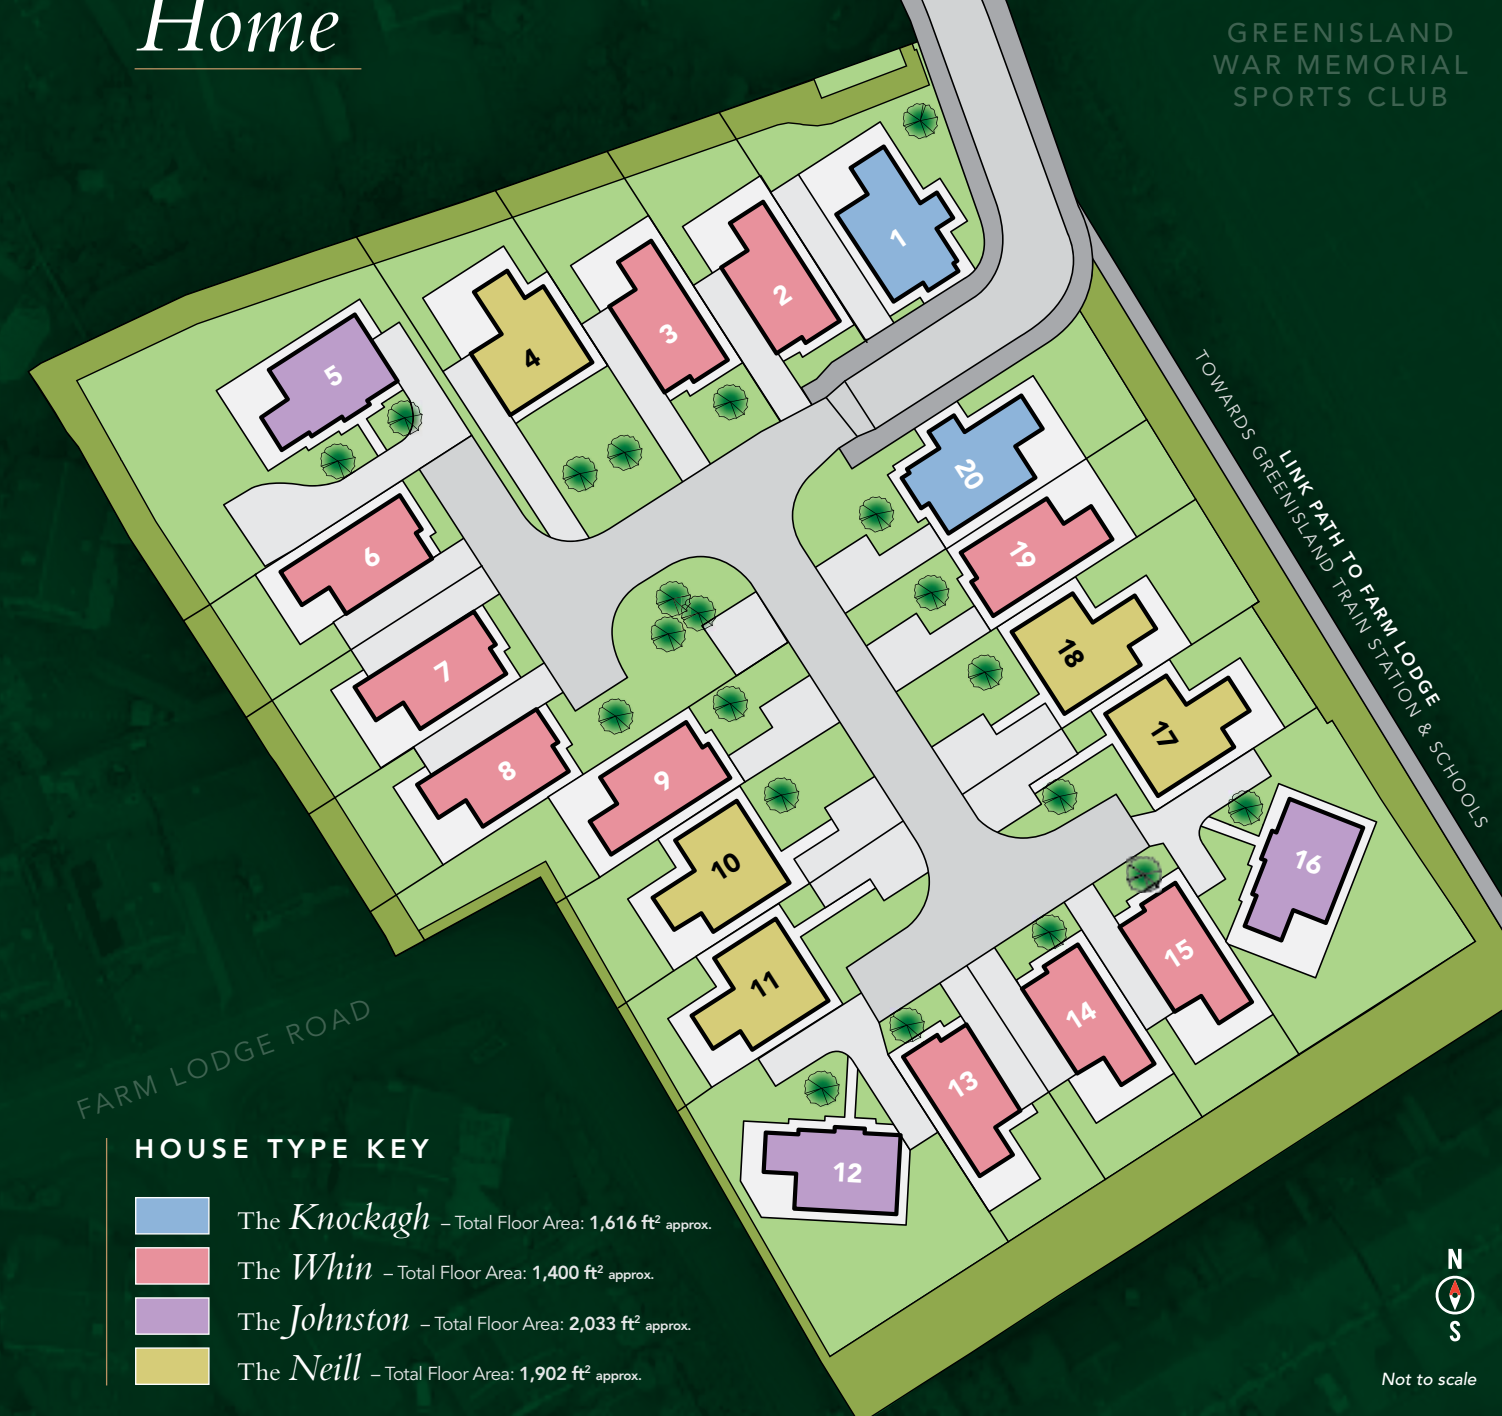 Home
GREENISLAND
WAR MEMORIAL
SPORTS CLUB
1
2
3
4
5
6
7
8
9
10
11
12
13
14
15
16
17
18
19
20
LINK PATH TO FARM LODGE
TOWARDS GREENISLAND TRAIN STATION & SCHOOLS
FARM LODGE ROAD
HOUSE TYPE KEY
The Knockagh – Total Floor Area: 1,616 ft² approx.
The Whin – Total Floor Area: 1,400 ft² approx.
The Johnston – Total Floor Area: 2,033 ft² approx.
The Neill – Total Floor Area: 1,902 ft² approx.
N
S
Not to scale